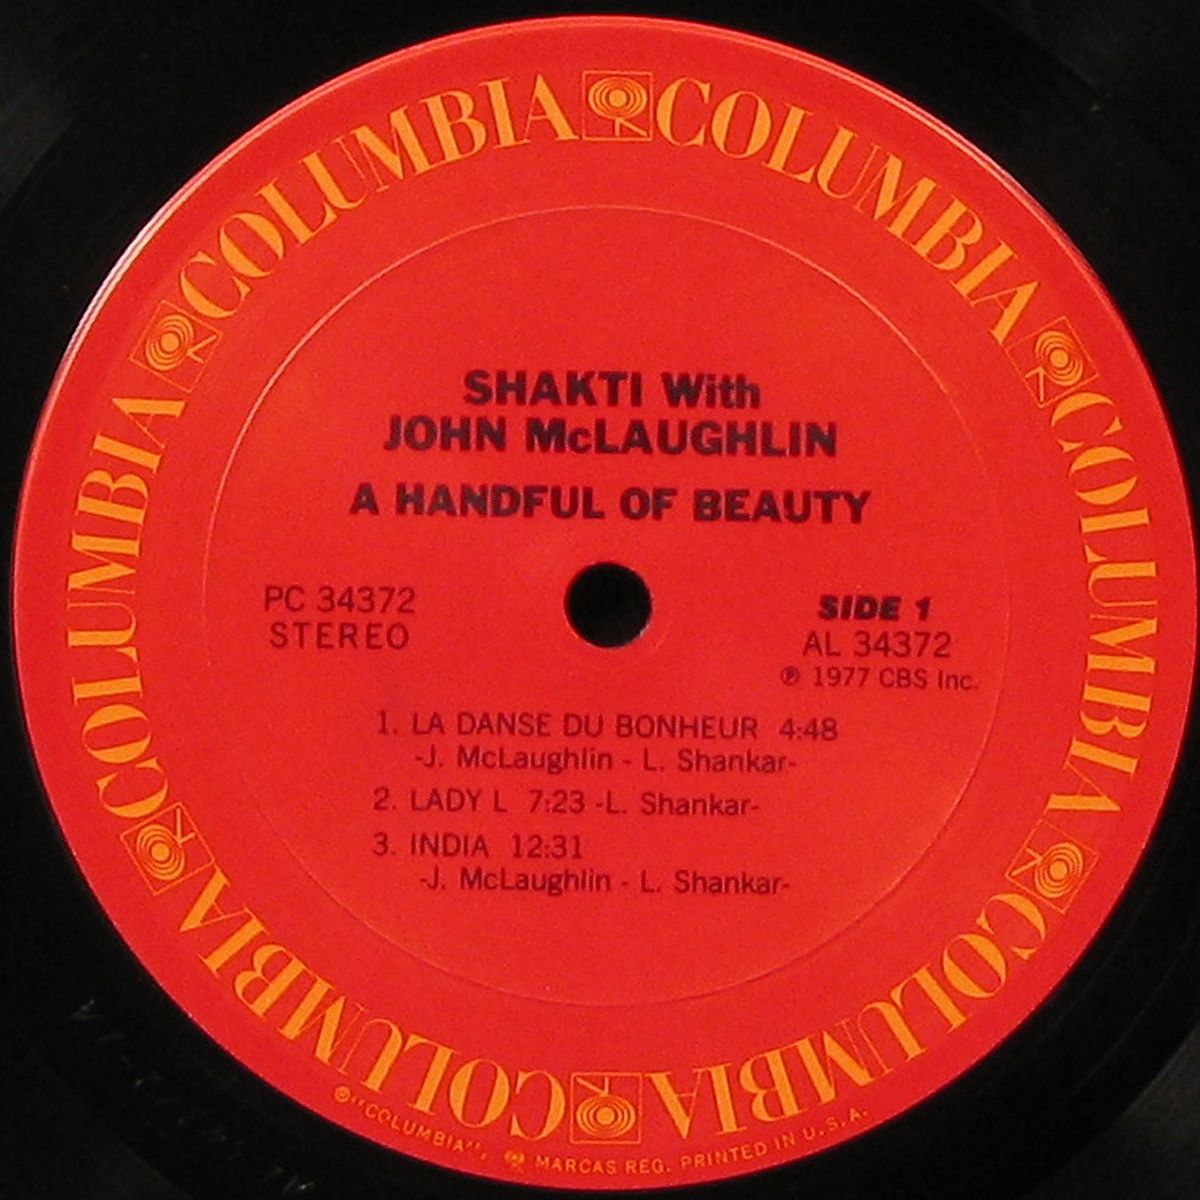 COLUMBIA COLUMBIA COLUMBIA COLUMBIA COLUMBIA COLUMBIA
SHAKTI With
JOHN McLAUGHLIN
A HANDFUL OF BEAUTY
PC 34372
STEREO
SIDE 1
AL 34372
℗ 1977 CBS Inc.
1. LA DANSE DU BONHEUR 4:48
-J. McLaughlin - L. Shankar-
2. LADY L 7:23 -L. Shankar-
3. INDIA 12:31
-J. McLaughlin - L. Shankar-
®"COLUMBIA", MARCAS REG. PRINTED IN U.S.A.